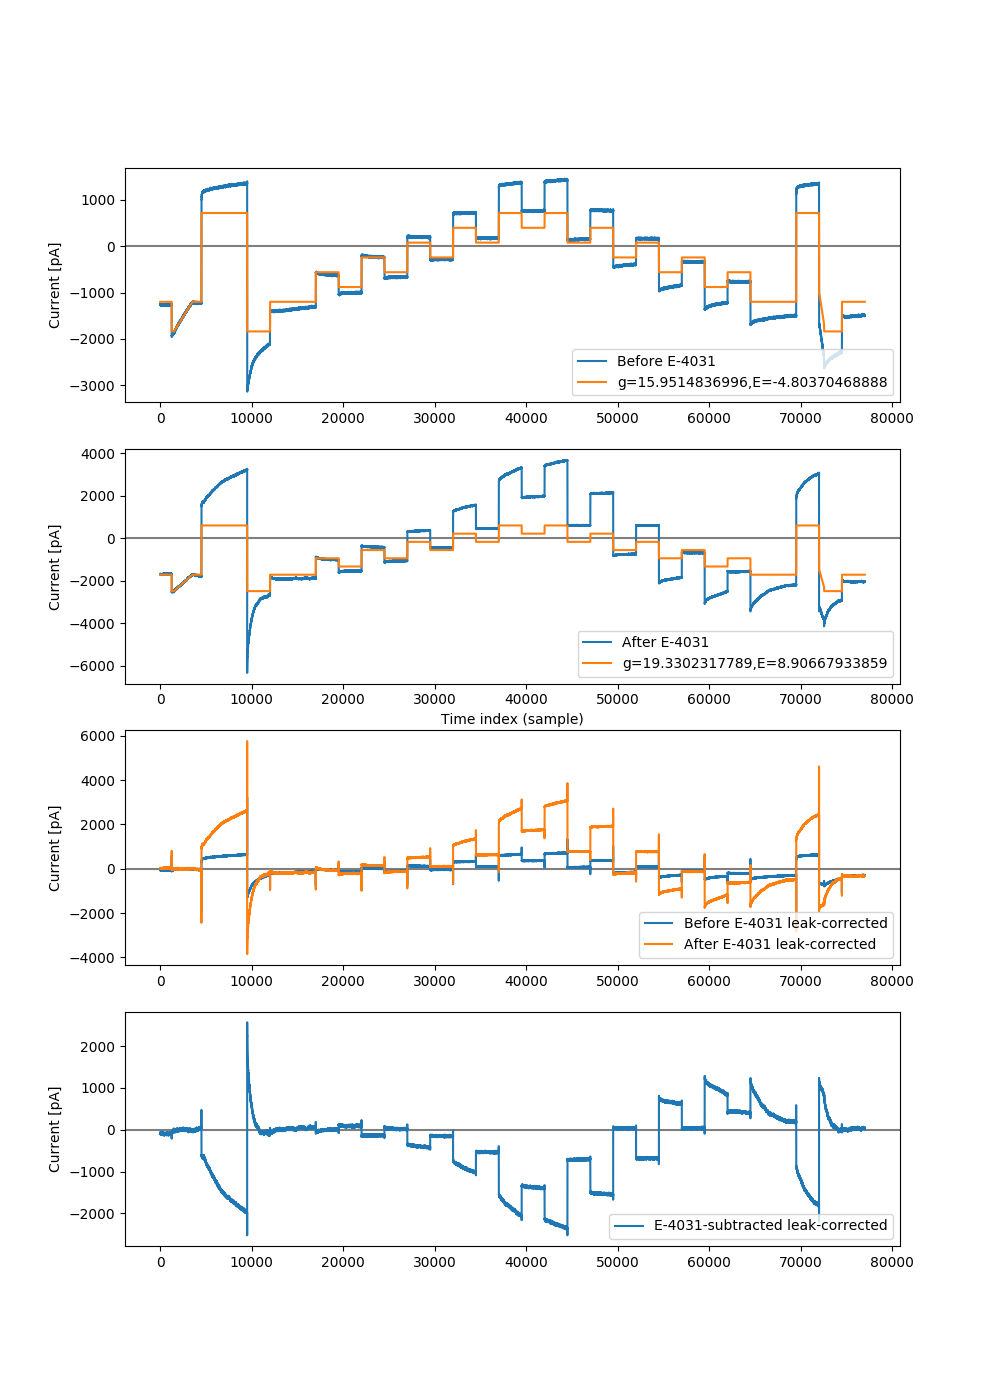 1000
0
−1000
−2000
−3000
Current [pA]
0 10000 20000 30000 40000 50000 60000 70000 80000
Before E-4031
g=15.9514836996,E=-4.80370468888
4000
2000
0
−2000
−4000
−6000
Current [pA]
0 10000 20000 30000 40000 50000 60000 70000 80000
After E-4031
g=19.3302317789,E=8.90667933859
Time index (sample)
6000
4000
2000
0
−2000
−4000
Current [pA]
0 10000 20000 30000 40000 50000 60000 70000 80000
Before E-4031 leak-corrected
After E-4031 leak-corrected
2000
1000
0
−1000
−2000
Current [pA]
0 10000 20000 30000 40000 50000 60000 70000 80000
E-4031-subtracted leak-corrected